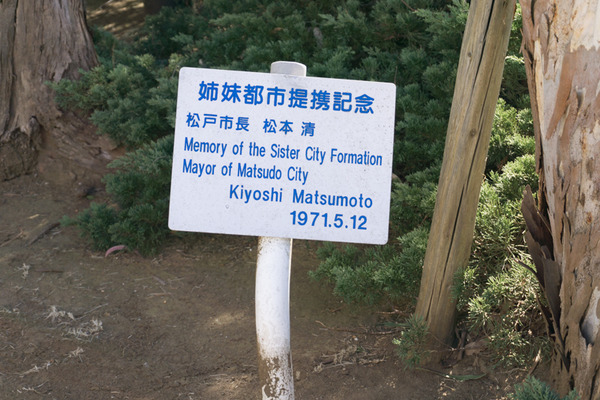 姉妹都市提携記念
松戸市長 松本 清
Memory of the Sister City Formation
Mayor of Matsudo City
Kiyoshi Matsumoto
1971.5.12